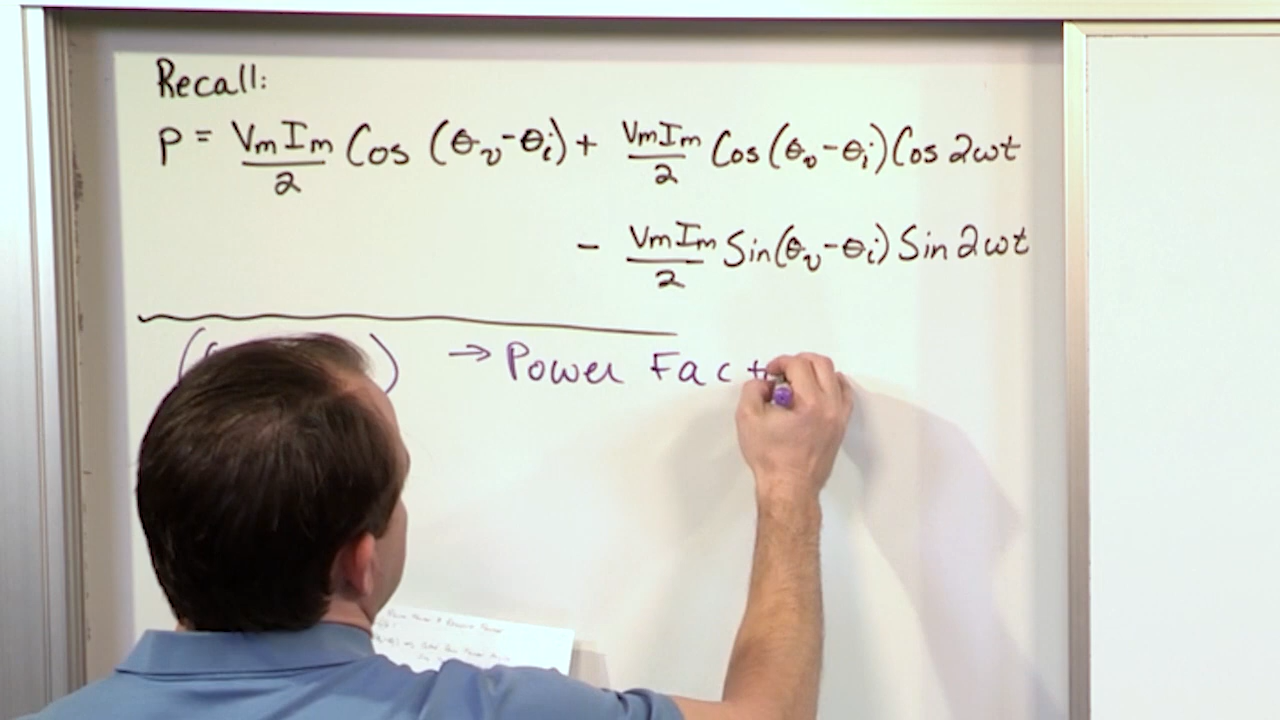 Recall:
P = VmIm/2 Cos (θv-θi) + VmIm/2 Cos(θv-θi) Cos 2ωt
- VmIm/2 Sin(θv-θi) Sin 2ωt
( ) → Power Fact